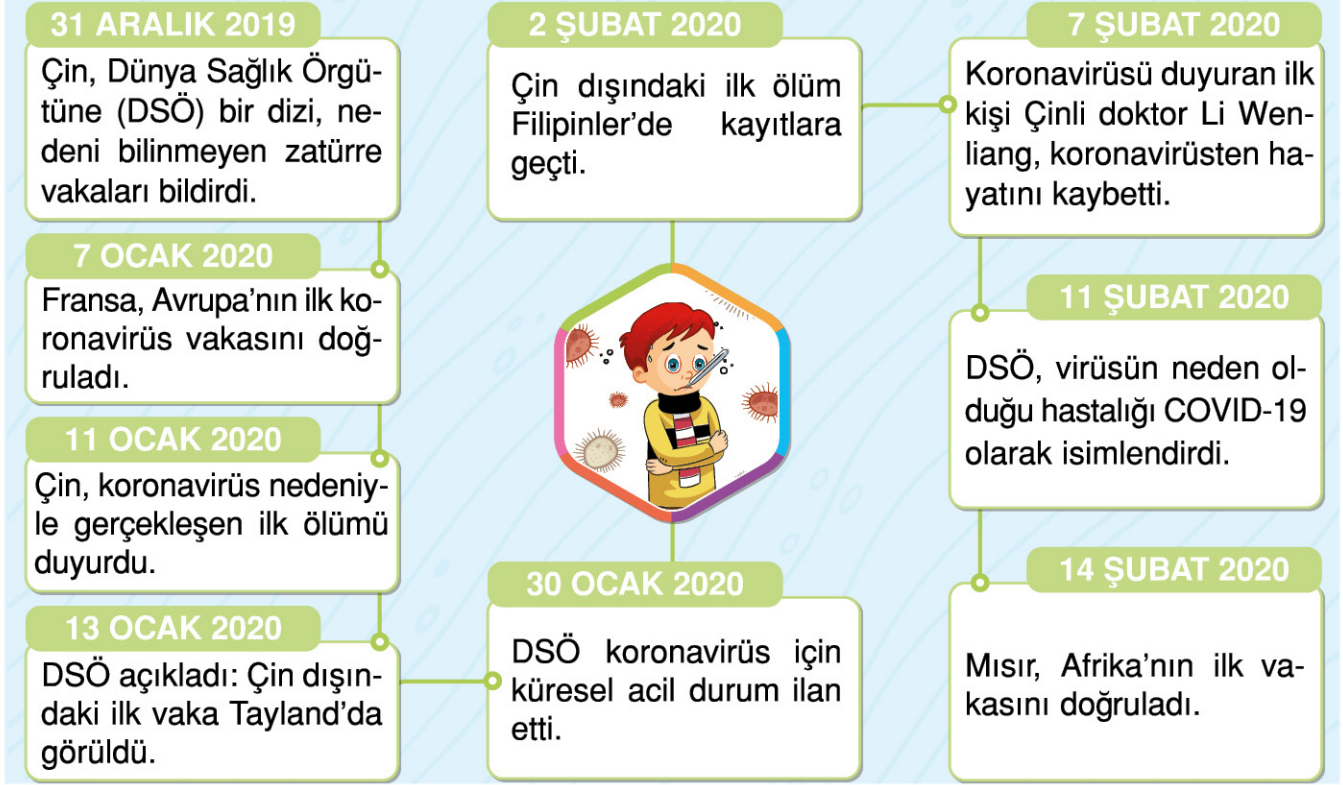 31 ARALIK 2019
Çin, Dünya Sağlık Örgü-
tüne (DSÖ) bir dizi, ne-
deni bilinmeyen zatürre
vakaları bildirdi.
7 OCAK 2020
Fransa, Avrupa’nın ilk ko-
ronavirüs vakasını doğ-
ruladı.
11 OCAK 2020
Çin, koronavirüs nedeniy-
le gerçekleşen ilk ölümü
duyurdu.
13 OCAK 2020
DSÖ açıkladı: Çin dışın-
daki ilk vaka Tayland’da
görüldü.
30 OCAK 2020
DSÖ koronavirüs için
küresel acil durum ilan
etti.
2 ŞUBAT 2020
Çin dışındaki ilk ölüm
Filipinler’de kayıtlara
geçti.
7 ŞUBAT 2020
Koronavirüsü duyuran ilk
kişi Çinli doktor Li Wen-
liang, koronavirüsten ha-
yatını kaybetti.
11 ŞUBAT 2020
DSÖ, virüsün neden ol-
duğu hastalığı COVID-19
olarak isimlendirdi.
14 ŞUBAT 2020
Mısır, Afrika’nın ilk va-
kasını doğruladı.